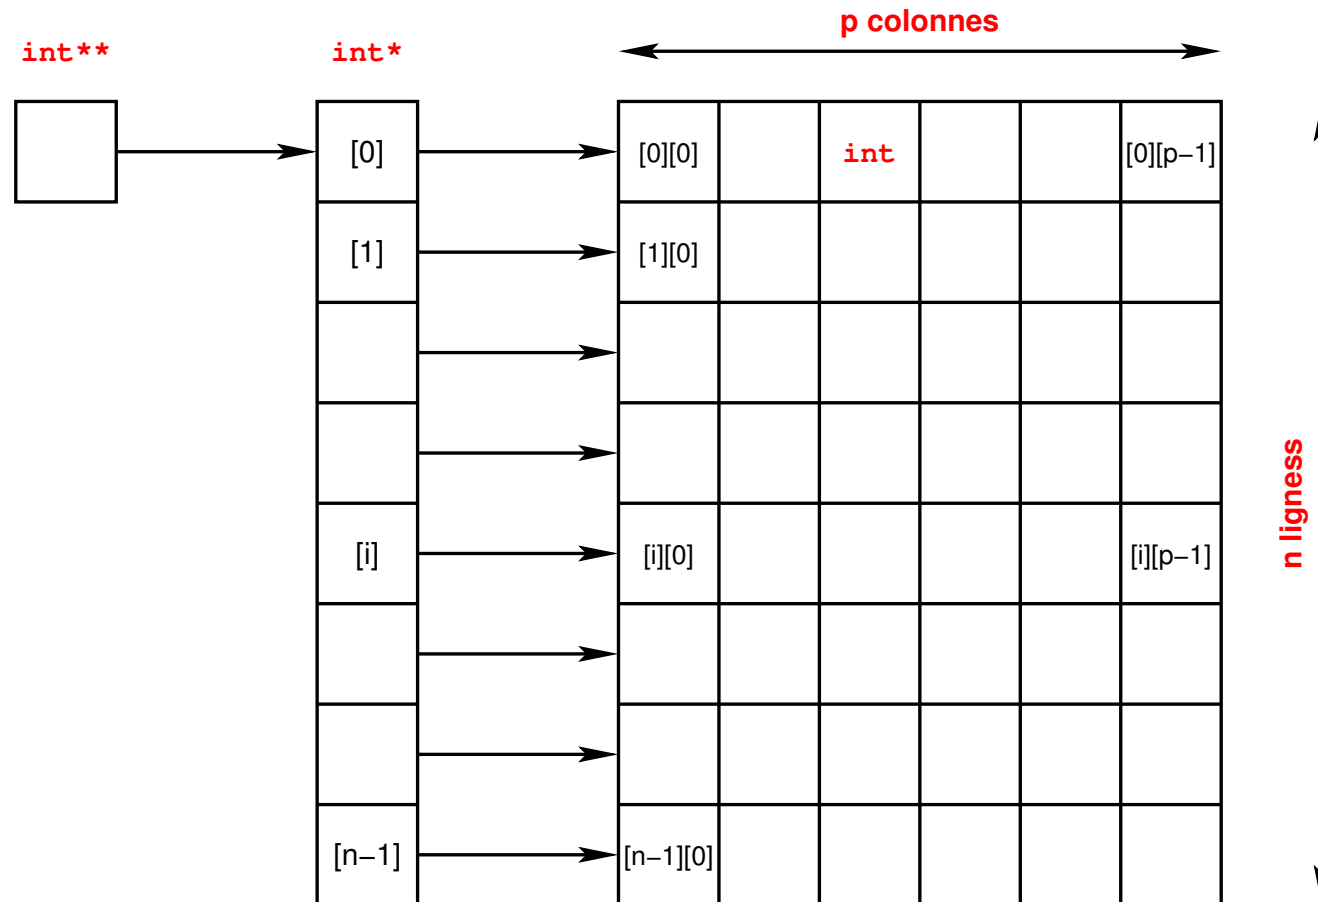 p colonnes
int** int*
[0] [0][0] int [0][p−1]
[1] [1][0]
[i] [i][0] [i][p−1]
n ligness
[n−1] [n−1][0]